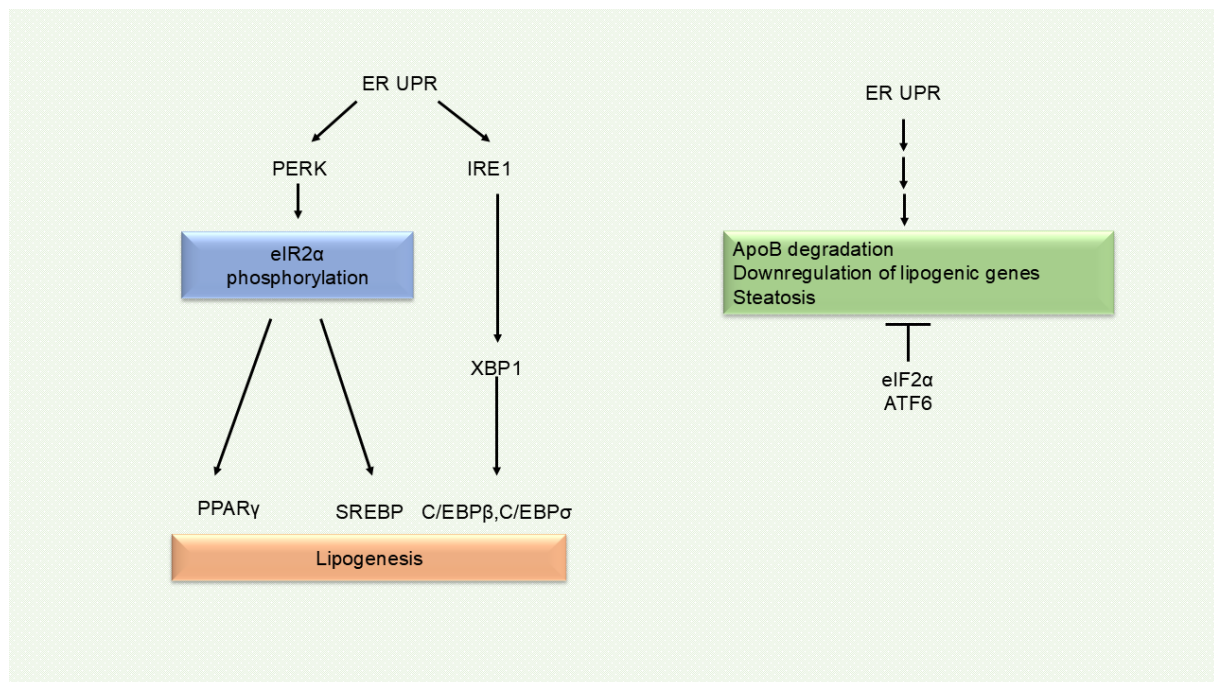 ER UPR
PERK
IRE1
eIR2α
phosphorylation
XBP1
PPARγ
SREBP
C/EBPβ,C/EBPσ
Lipogenesis
ER UPR
ApoB degradation
Downregulation of lipogenic genes
Steatosis
eIF2α
ATF6